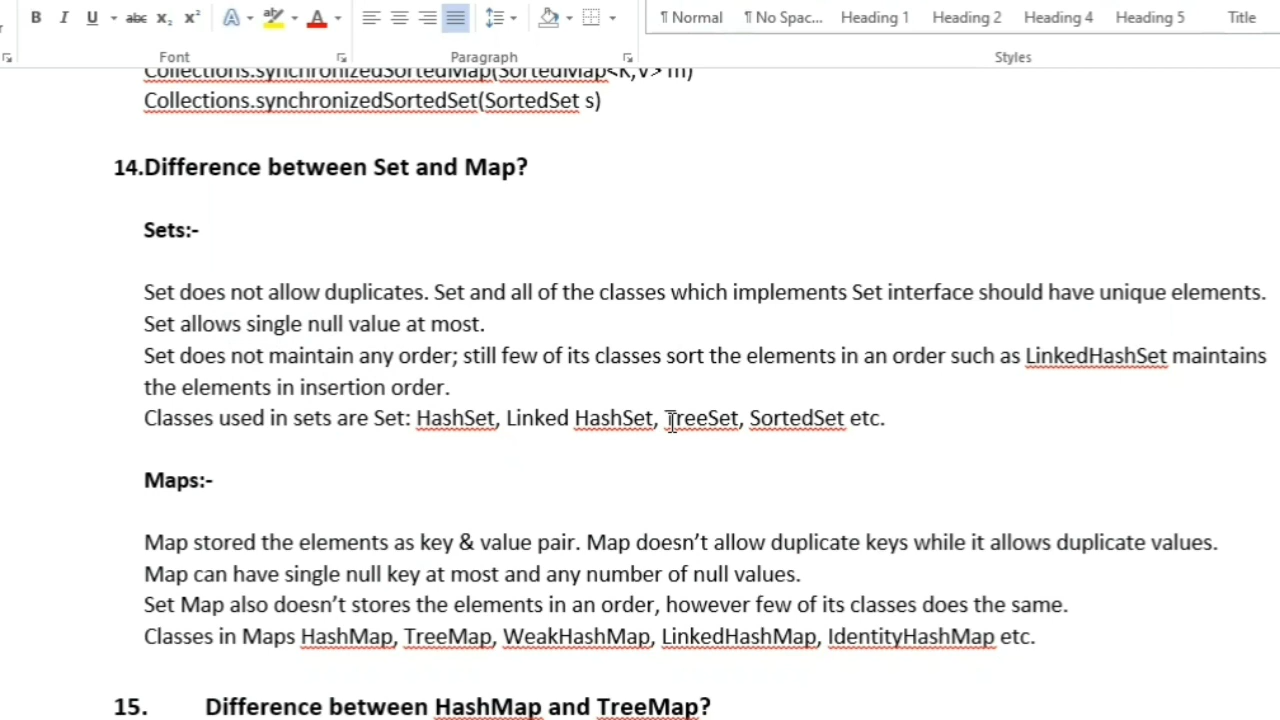 B I U abc X₂ X² A aby A
¶ Normal ¶ No Spac... Heading 1 Heading 2 Heading 4 Heading 5 Title
Font Paragraph Styles
Collections.synchronizedSortedMap(SortedMap<K,V> m)
Collections.synchronizedSortedSet(SortedSet s)
14.Difference between Set and Map?
Sets:-
Set does not allow duplicates. Set and all of the classes which implements Set interface should have unique elements.
Set allows single null value at most.
Set does not maintain any order; still few of its classes sort the elements in an order such as LinkedHashSet maintains
the elements in insertion order.
Classes used in sets are Set: HashSet, Linked HashSet, TreeSet, SortedSet etc.
Maps:-
Map stored the elements as key & value pair. Map doesn’t allow duplicate keys while it allows duplicate values.
Map can have single null key at most and any number of null values.
Set Map also doesn’t stores the elements in an order, however few of its classes does the same.
Classes in Maps HashMap, TreeMap, WeakHashMap, LinkedHashMap, IdentityHashMap etc.
15. Difference between HashMap and TreeMap?